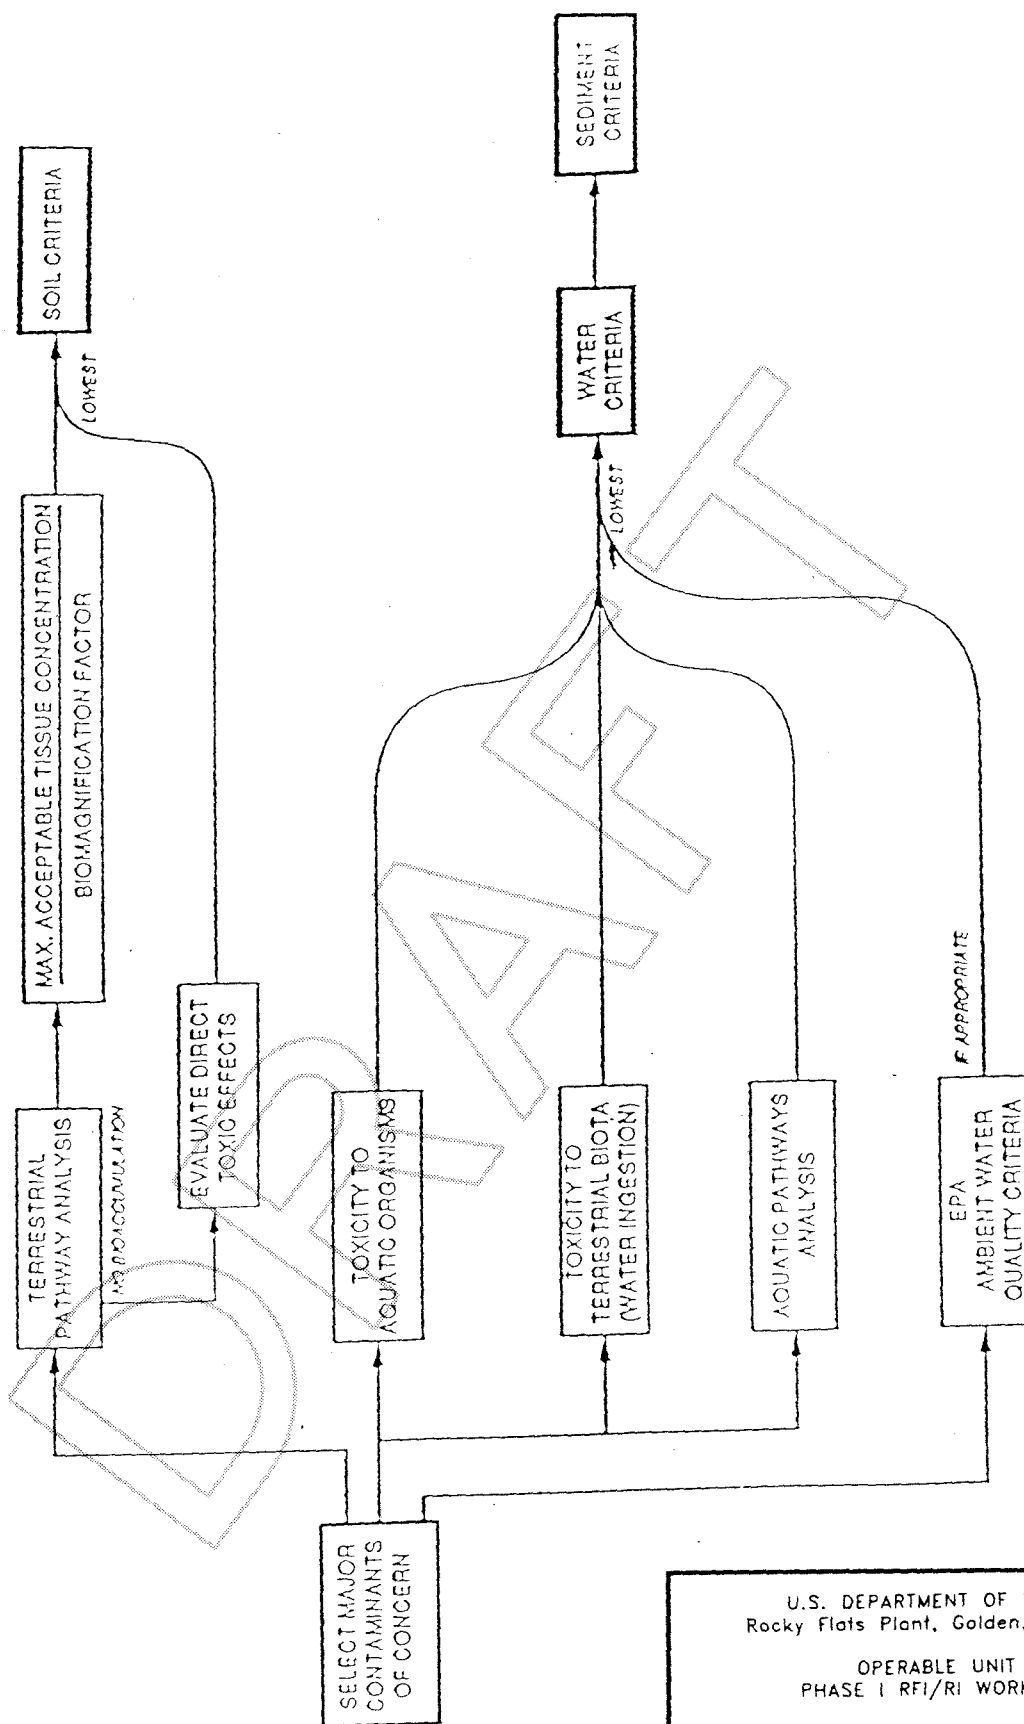 SELECT MAJOR
CONTAMINANTS
OF CONCERN
TERRESTRIAL
PATHWAY ANALYSIS
NO BIOACCUMULATION
MAX. ACCEPTABLE TISSUE CONCENTRATION
BIOMAGNIFICATION FACTOR
EVALUATE DIRECT
TOXIC EFFECTS
LOWEST
SOIL CRITERIA
TOXICITY TO
AQUATIC ORGANISMS
TOXICITY TO
TERRESTRIAL BIOTA
(WATER INGESTION)
AQUATIC PATHWAYS
ANALYSIS
EPA
AMBIENT WATER
QUALITY CRITERIA
IF APPROPRIATE
LOWEST
WATER
CRITERIA
SEDIMENT
CRITERIA
DRAFT
U.S. DEPARTMENT OF
Rocky Flats Plant, Golden,
OPERABLE UNIT
PHASE I RFI/RI WORK